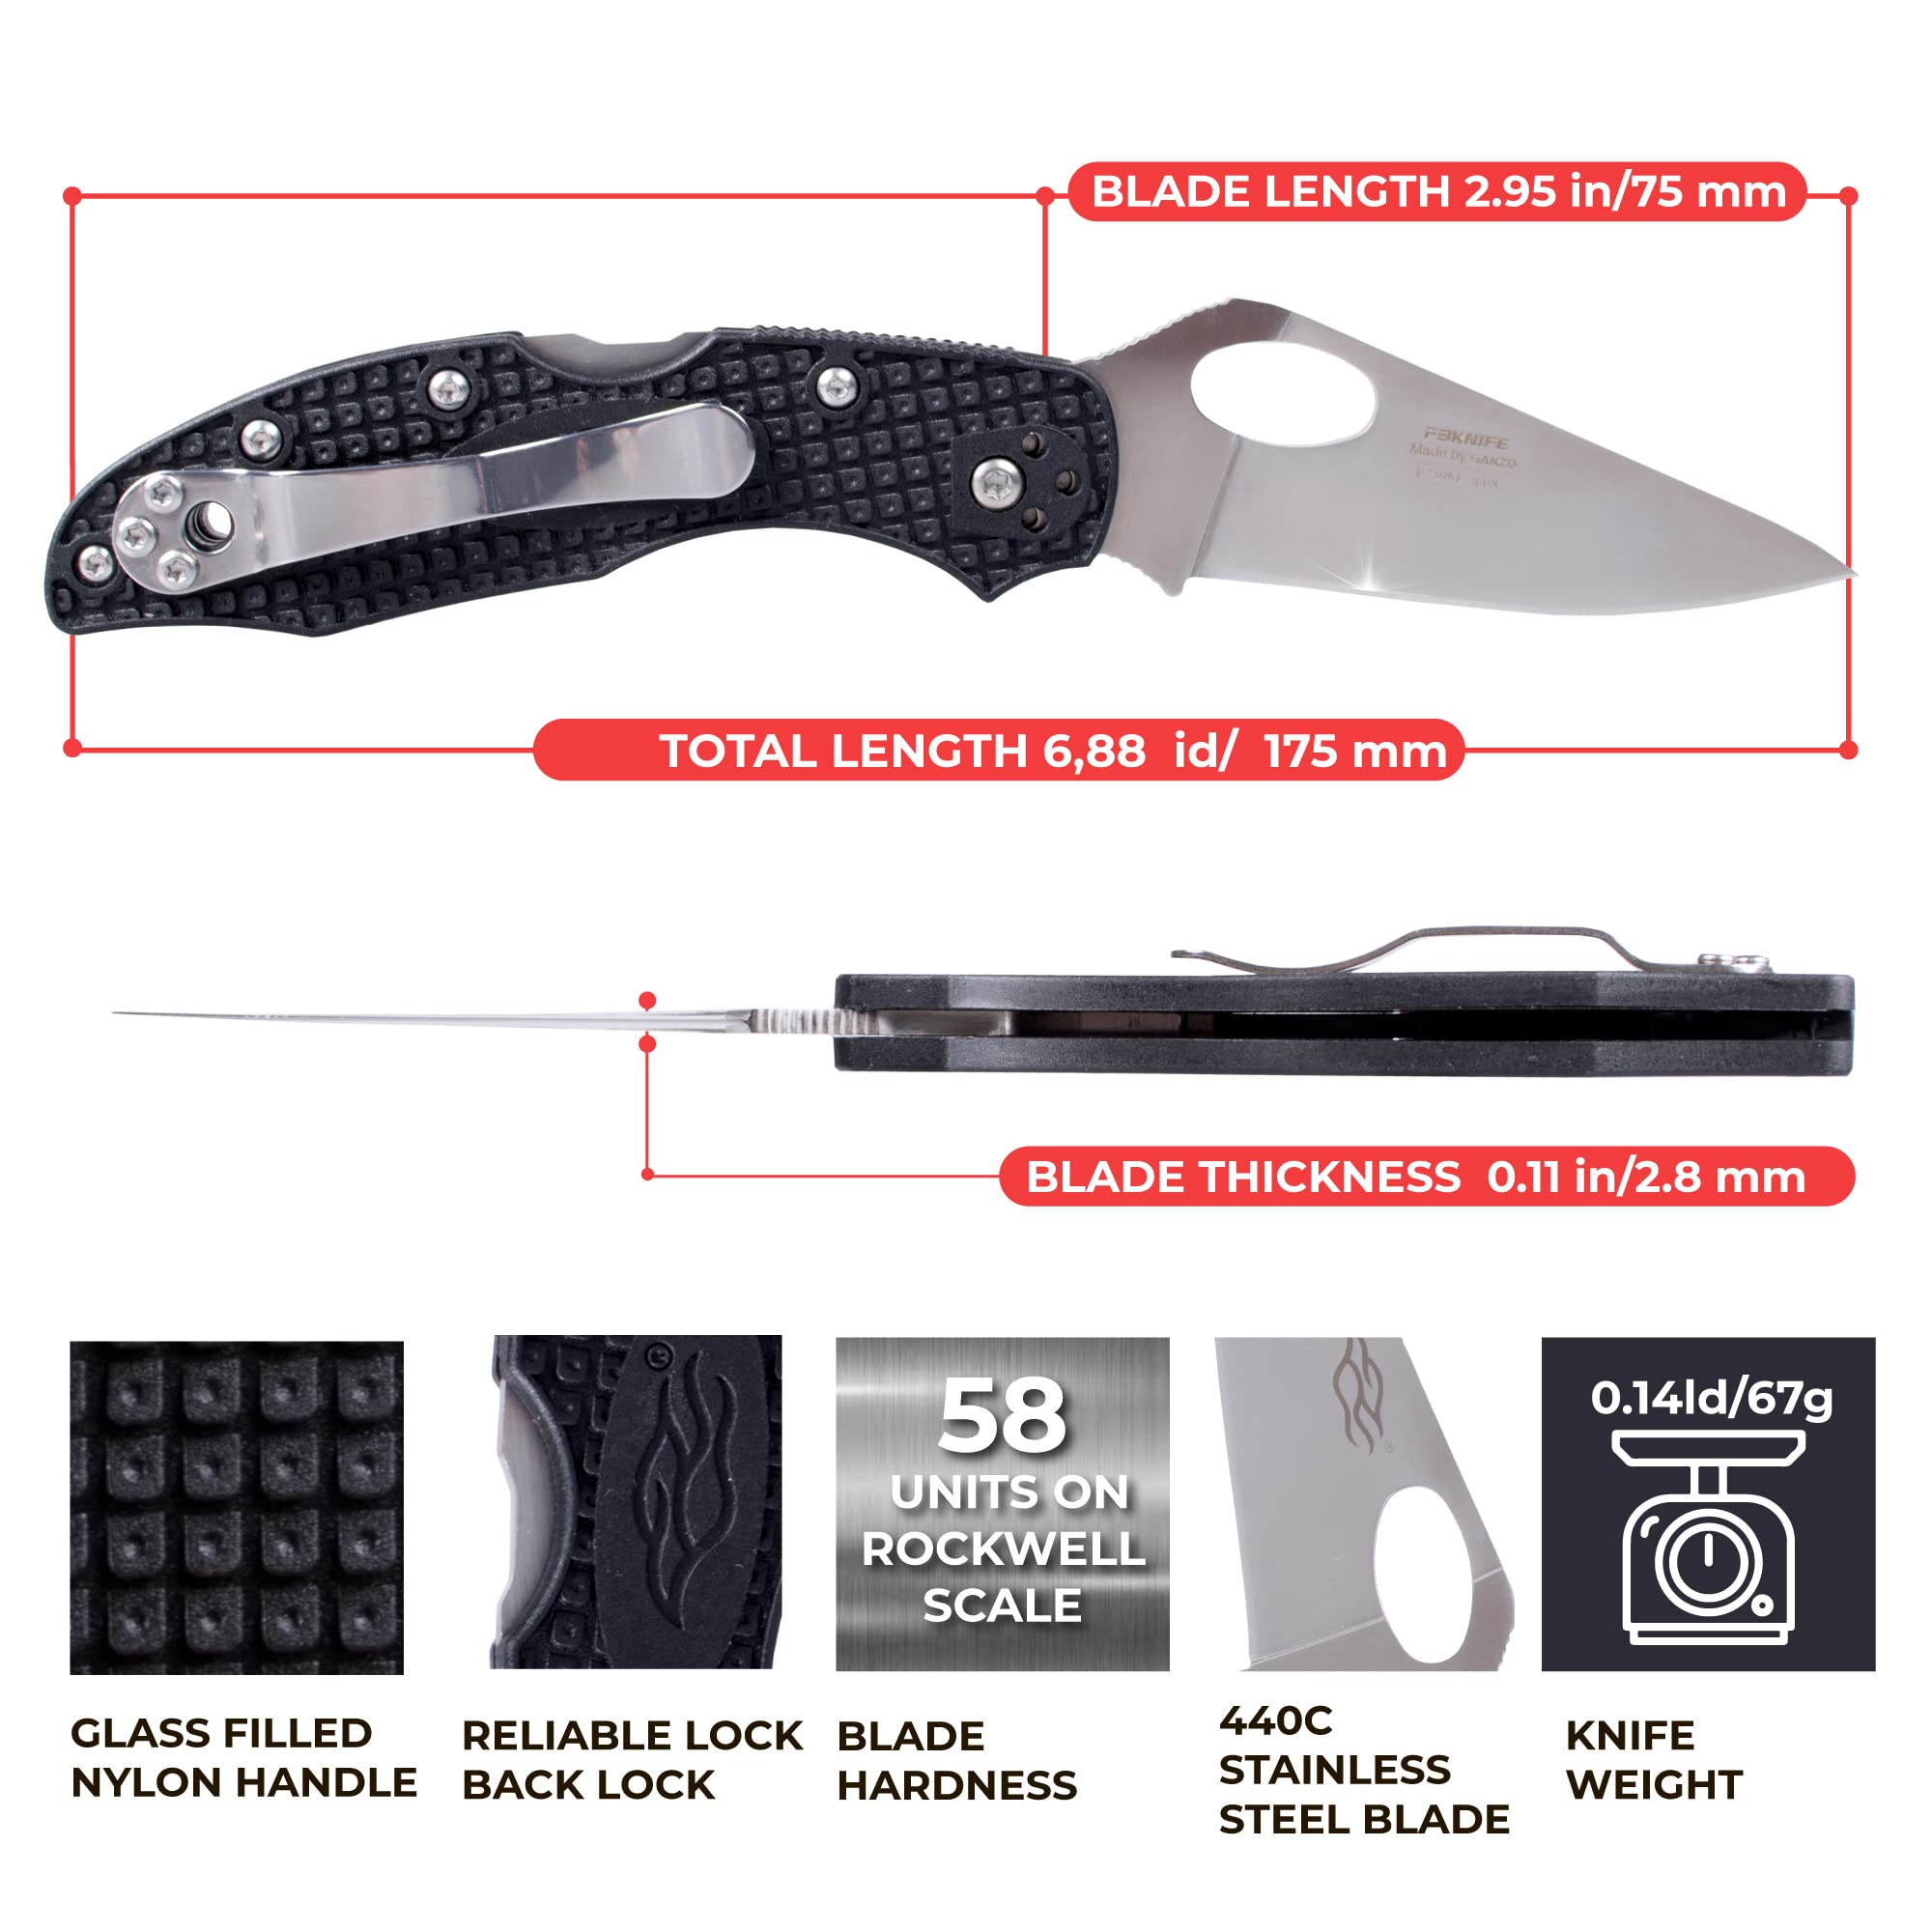 BLADE LENGTH 2.95 in/75 mm
FBKNIFE
Made by GANZO
TOTAL LENGTH 6,88 id/ 175 mm
BLADE THICKNESS 0.11 in/2.8 mm
58
UNITS ON
ROCKWELL
SCALE
0.14ld/67g
GLASS FILLED
NYLON HANDLE
RELIABLE LOCK
BACK LOCK
BLADE
HARDNESS
440C
STAINLESS
STEEL BLADE
KNIFE
WEIGHT